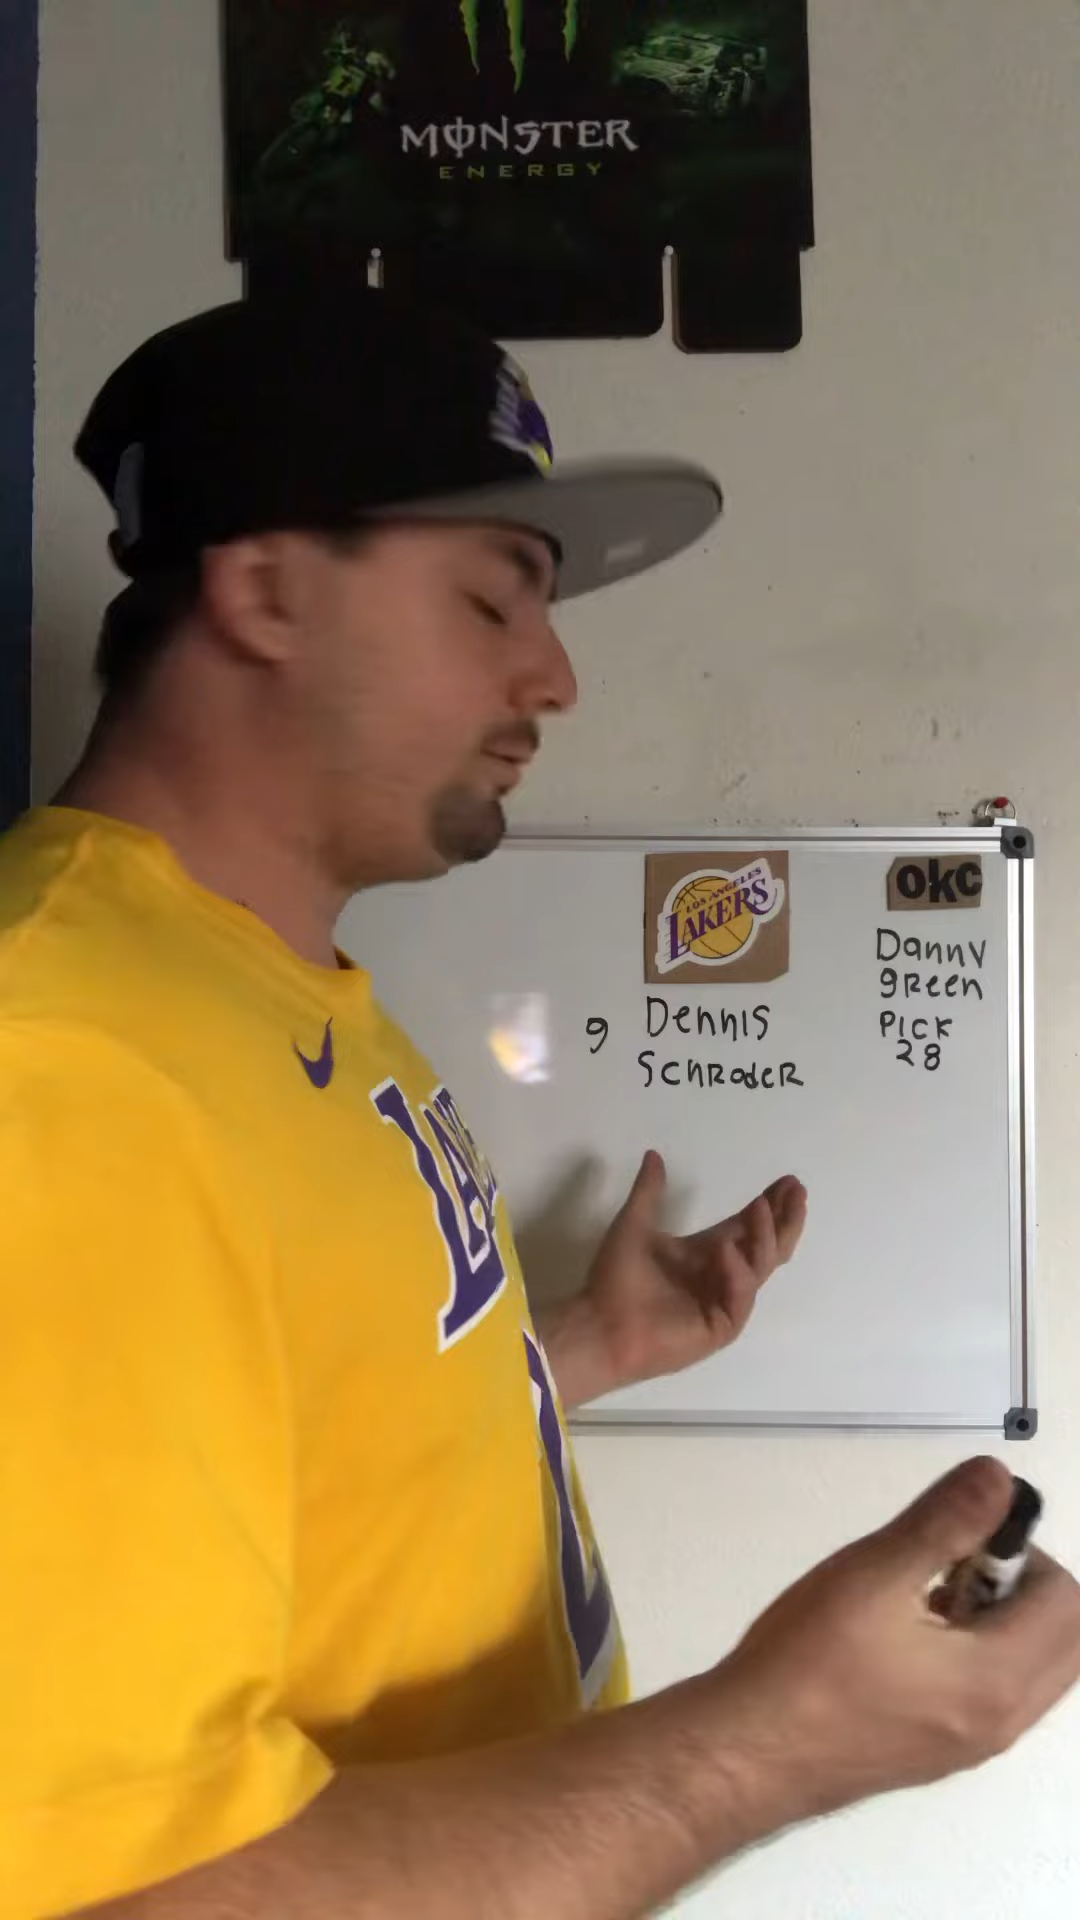 MONSTER
ENERGY
LOS ANGELES
LAKERS
okc
9 Dennis
SCHRodeR
Danny
gReen
PICK
28